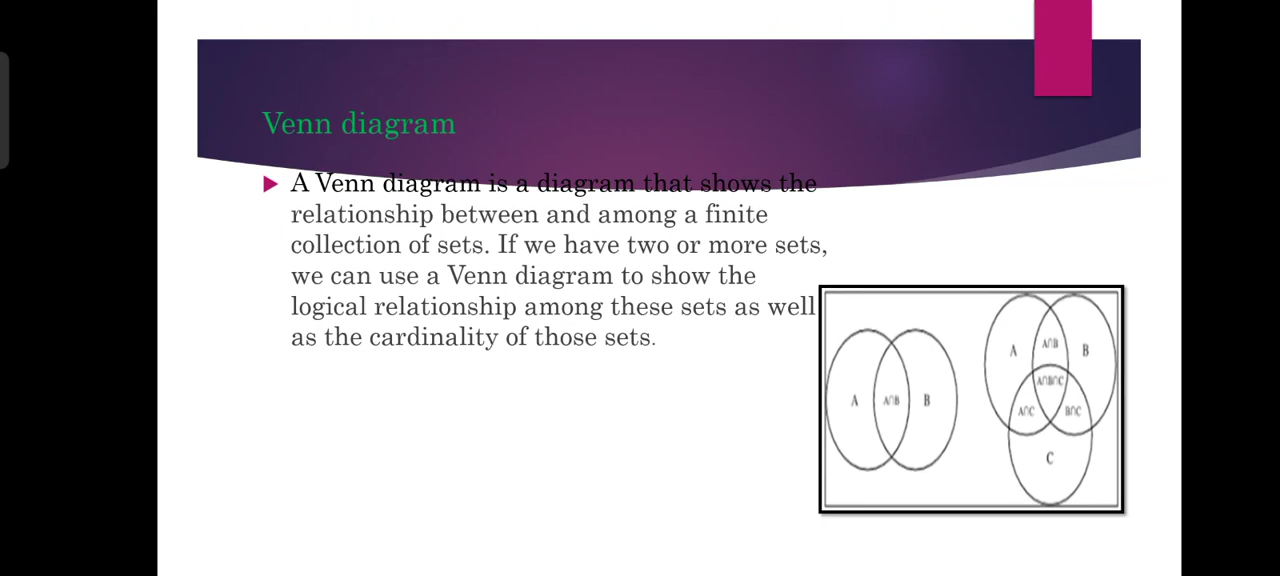 Venn diagram
A Venn diagram is a diagram that shows the
relationship between and among a finite
collection of sets. If we have two or more sets,
we can use a Venn diagram to show the
logical relationship among these sets as well
as the cardinality of those sets.
A A∩B B
A A∩B B
A∩B∩C
A∩C B∩C
C